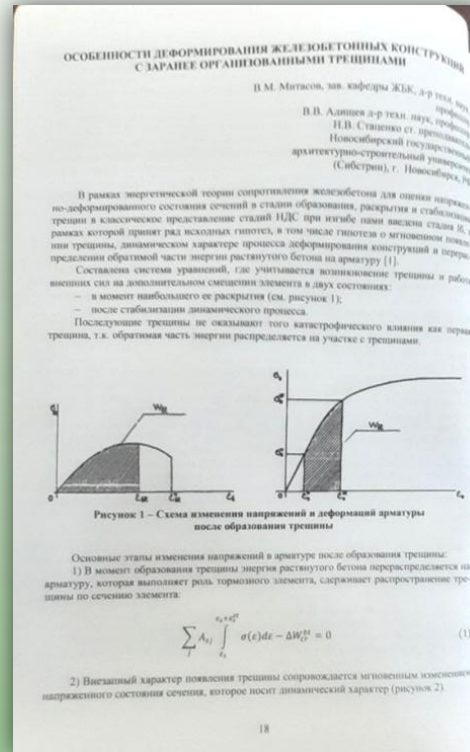 ОСОБЕННОСТИ ДЕФОРМИРОВАНИЯ ЖЕЛЕЗОБЕТОННЫХ КОНСТРУКЦИЙ
С ЗАРАНЕЕ ОРГАНИЗОВАННЫМИ ТРЕЩИНАМИ
В.М. Митасов, зав. кафедры ЖБК, д-р техн. наук,
профессор
В.В. Адищев д-р техн. наук, профессор
Н.В. Стаценко ст. преподаватель
Новосибирский государственный
архитектурно-строительный университет
(Сибстрин), г. Новосибирск,
В рамках энергетической теории сопротивления железобетона для оценки напряжен-
но-деформированного состояния сечений в стадии образования, раскрытия и стабилизации
трещин в классическое представление стадий НДС при изгибе нами введена стадия Iб, в
рамках которой принят ряд исходных гипотез, в том числе гипотеза о мгновенном появле-
нии трещины, динамическом характере процесса деформирования конструкций и перерас-
пределении обратимой части энергии растянутого бетона на арматуру [1].
Составлена система уравнений, где учитывается возникновение трещины и работа
внешних сил на дополнительном смещении элемента в двух состояниях:
– в момент наибольшего ее раскрытия (см. рисунок 1);
– после стабилизации динамического процесса.
Последующие трещины не оказывают того катастрофического влияния как первая
трещина, т.к. обратимая часть энергии распределяется на участке с трещинами.
Рисунок 1 – Схема изменения напряжений и деформаций арматуры
после образования трещины
Основные этапы изменения напряжений в арматуре после образования трещины:
1) В момент образования трещины энергия растянутого бетона перераспределяется на
арматуру, которая выполняет роль тормозного элемента, сдерживает распространение тре-
щины по сечению элемента:
(1)
2) Внезапный характер появления трещины сопровождается мгновенным изменением
напряженного состояния сечения, которое носит динамический характер (рисунок 2).
18